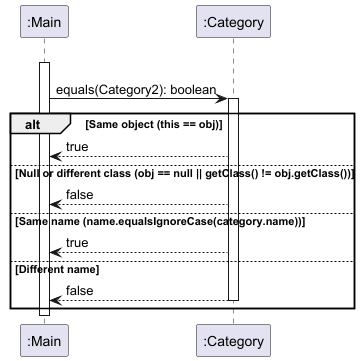 :Main
:Category
equals(Category2): boolean
alt
[Same object (this == obj)]
true
[Null or different class (obj == null || getClass() != obj.getClass())]
false
[Same name (name.equalsIgnoreCase(category.name))]
true
[Different name]
false
:Main
:Category